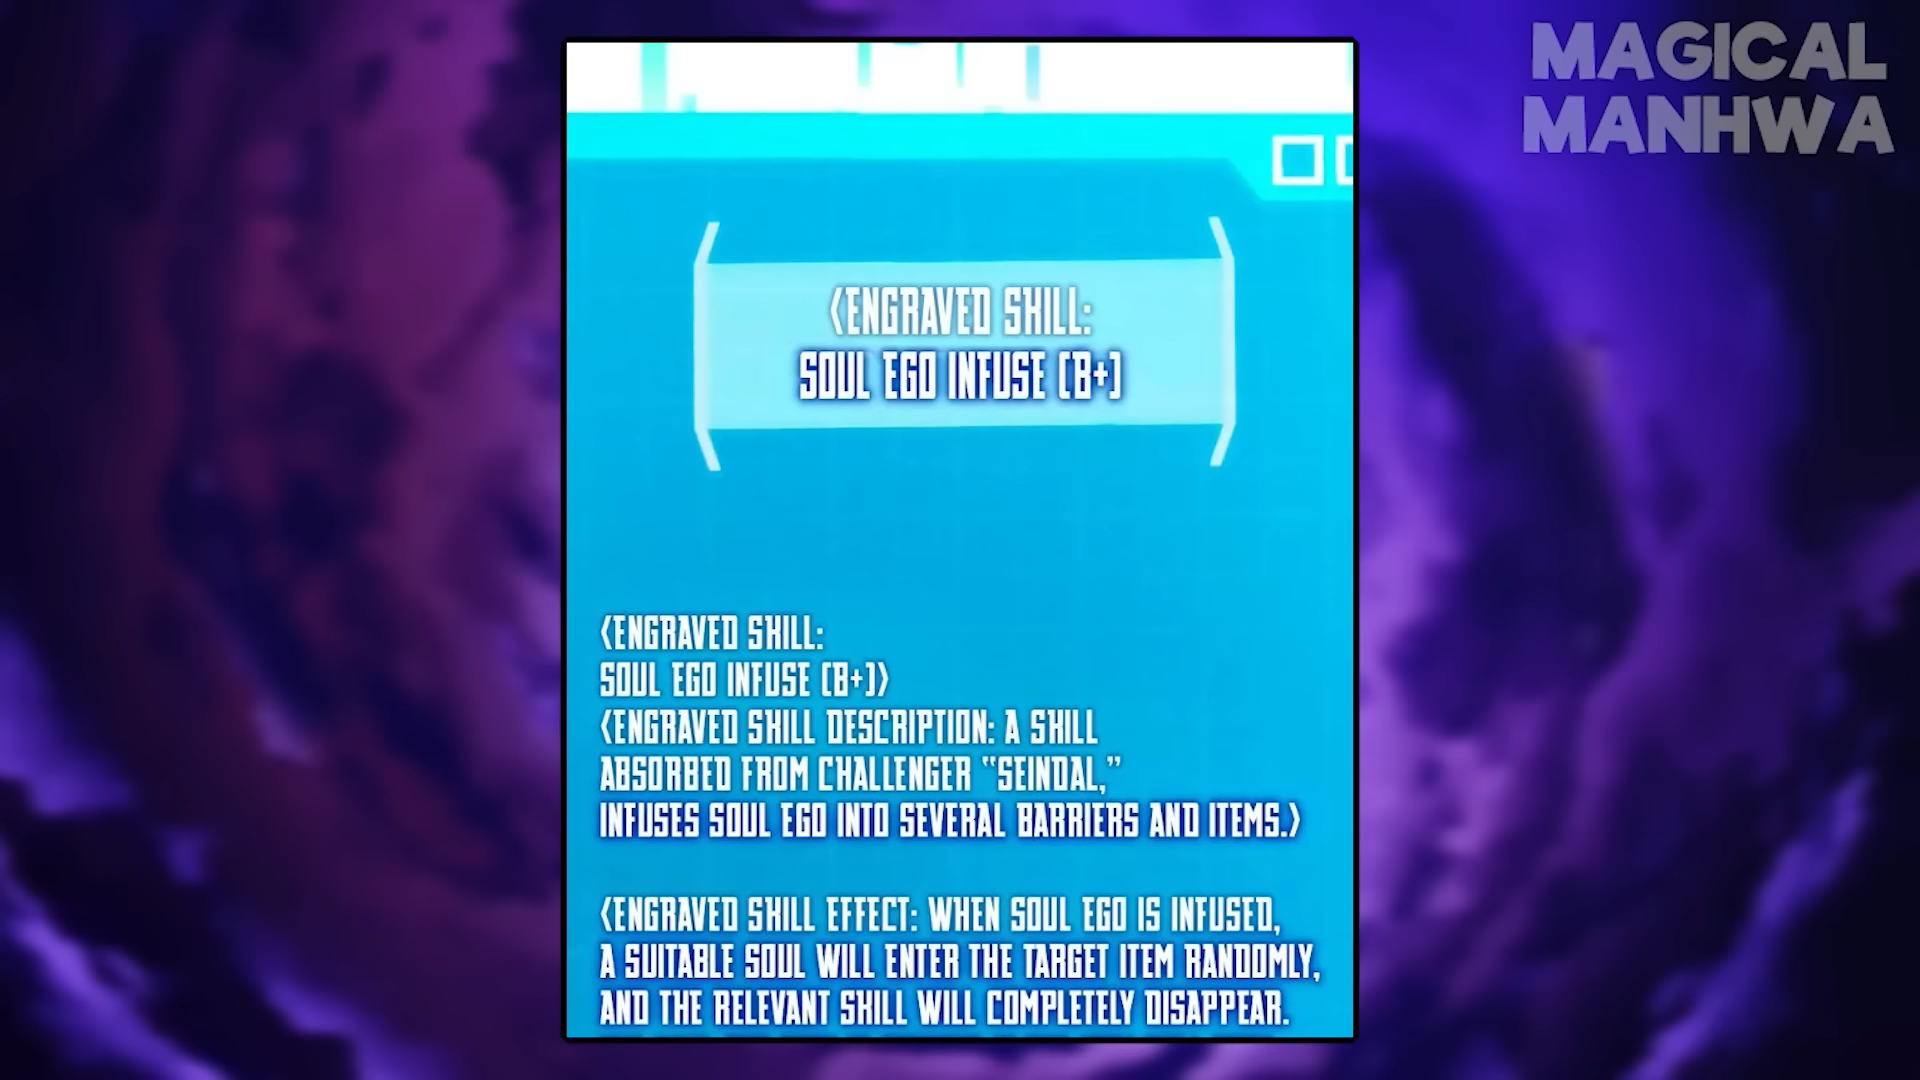 MAGICAL
MANHWA
<ENGRAVED SKILL:
SOUL EGO INFUSE [B+]
<ENGRAVED SKILL:
SOUL EGO INFUSE [B+]>
<ENGRAVED SKILL DESCRIPTION: A SKILL
ABSORBED FROM CHALLENGER “SEINDAL,”
INFUSES SOUL EGO INTO SEVERAL BARRIERS AND ITEMS.>
<ENGRAVED SKILL EFFECT: WHEN SOUL EGO IS INFUSED,
A SUITABLE SOUL WILL ENTER THE TARGET ITEM RANDOMLY,
AND THE RELEVANT SKILL WILL COMPLETELY DISAPPEAR.